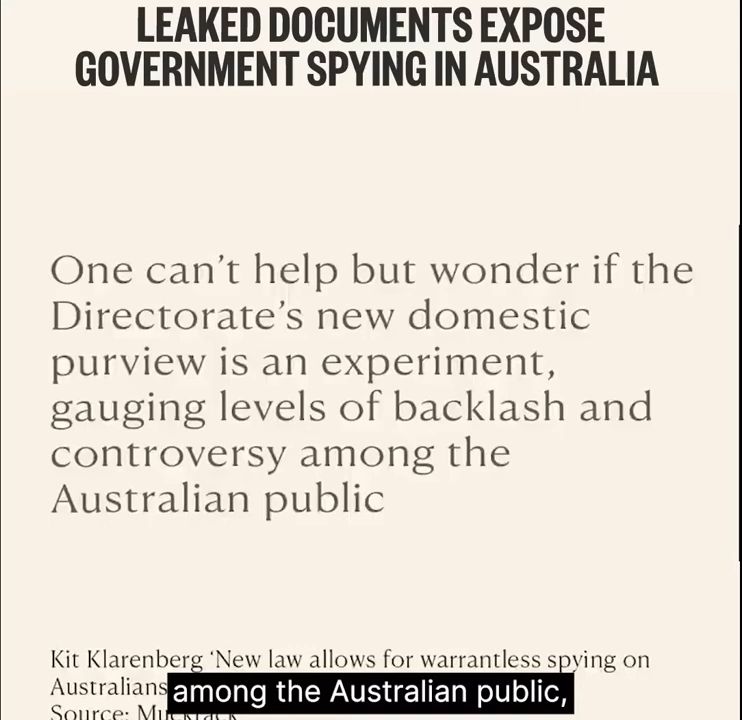 LEAKED DOCUMENTS EXPOSE
GOVERNMENT SPYING IN AUSTRALIA
One can’t help but wonder if the
Directorate’s new domestic
purview is an experiment,
gauging levels of backlash and
controversy among the
Australian public
Kit Klarenberg ‘New law allows for warrantless spying on
Australians
among the Australian public,
Source: